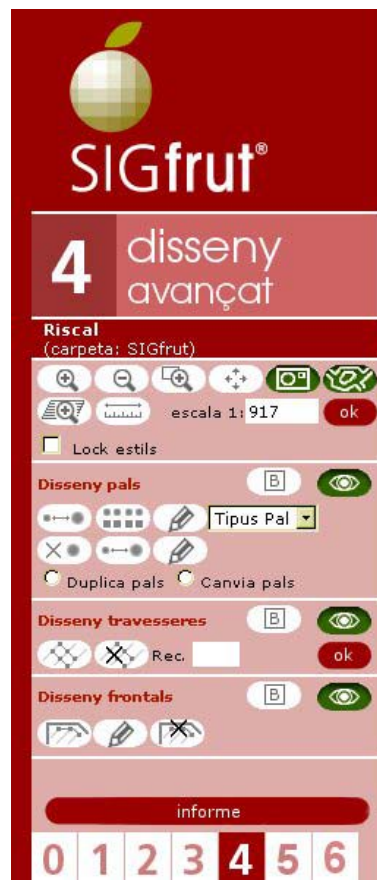 SIGfrut®
4 disseny
avançat
Riscal
(carpeta: SIGfrut)
escala 1: 917 ok
Lock estils
Disseny pals B
Tipus Pal
Duplica pals Canvia pals
Disseny travesseres B
Rec. ok
Disseny frontals B
informe
0 1 2 3 4 5 6